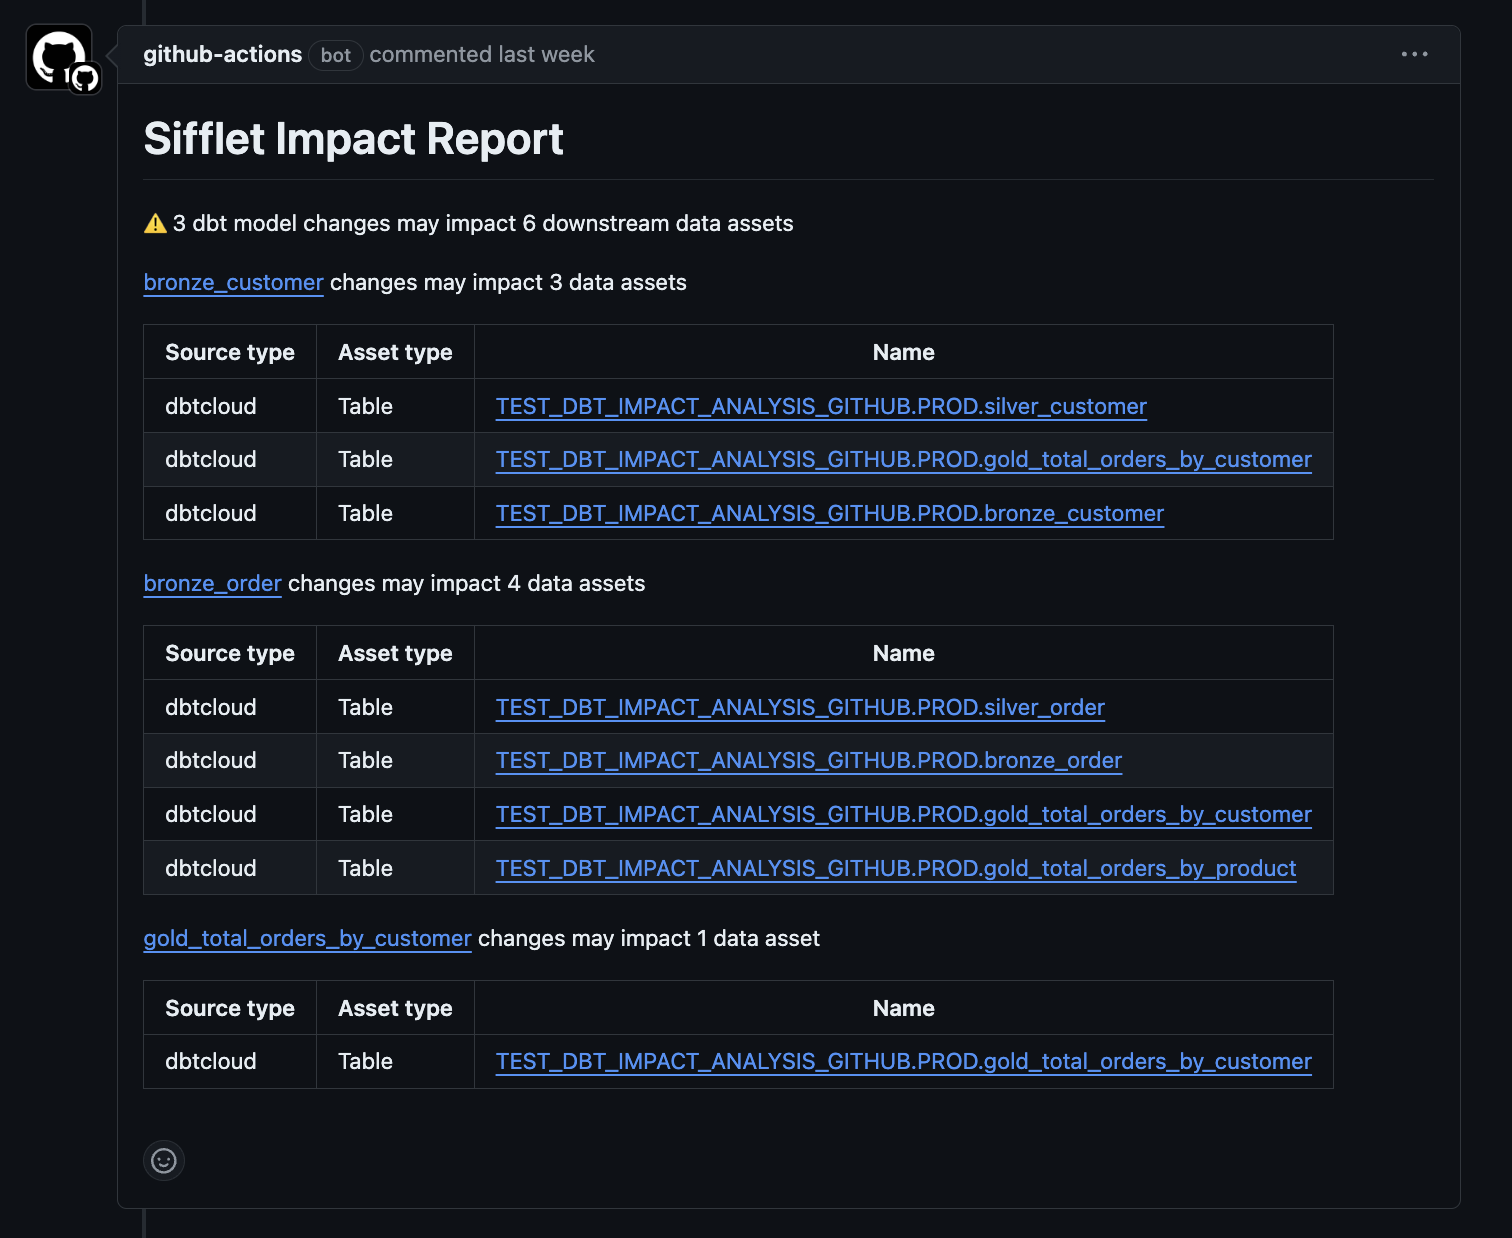 github-actions bot commented last week
Sifflet Impact Report
⚠️ 3 dbt model changes may impact 6 downstream data assets
bronze_customer changes may impact 3 data assets
Source type Asset type Name
dbtcloud Table TEST_DBT_IMPACT_ANALYSIS_GITHUB.PROD.silver_customer
dbtcloud Table TEST_DBT_IMPACT_ANALYSIS_GITHUB.PROD.gold_total_orders_by_customer
dbtcloud Table TEST_DBT_IMPACT_ANALYSIS_GITHUB.PROD.bronze_customer
bronze_order changes may impact 4 data assets
Source type Asset type Name
dbtcloud Table TEST_DBT_IMPACT_ANALYSIS_GITHUB.PROD.silver_order
dbtcloud Table TEST_DBT_IMPACT_ANALYSIS_GITHUB.PROD.bronze_order
dbtcloud Table TEST_DBT_IMPACT_ANALYSIS_GITHUB.PROD.gold_total_orders_by_customer
dbtcloud Table TEST_DBT_IMPACT_ANALYSIS_GITHUB.PROD.gold_total_orders_by_product
gold_total_orders_by_customer changes may impact 1 data asset
Source type Asset type Name
dbtcloud Table TEST_DBT_IMPACT_ANALYSIS_GITHUB.PROD.gold_total_orders_by_customer